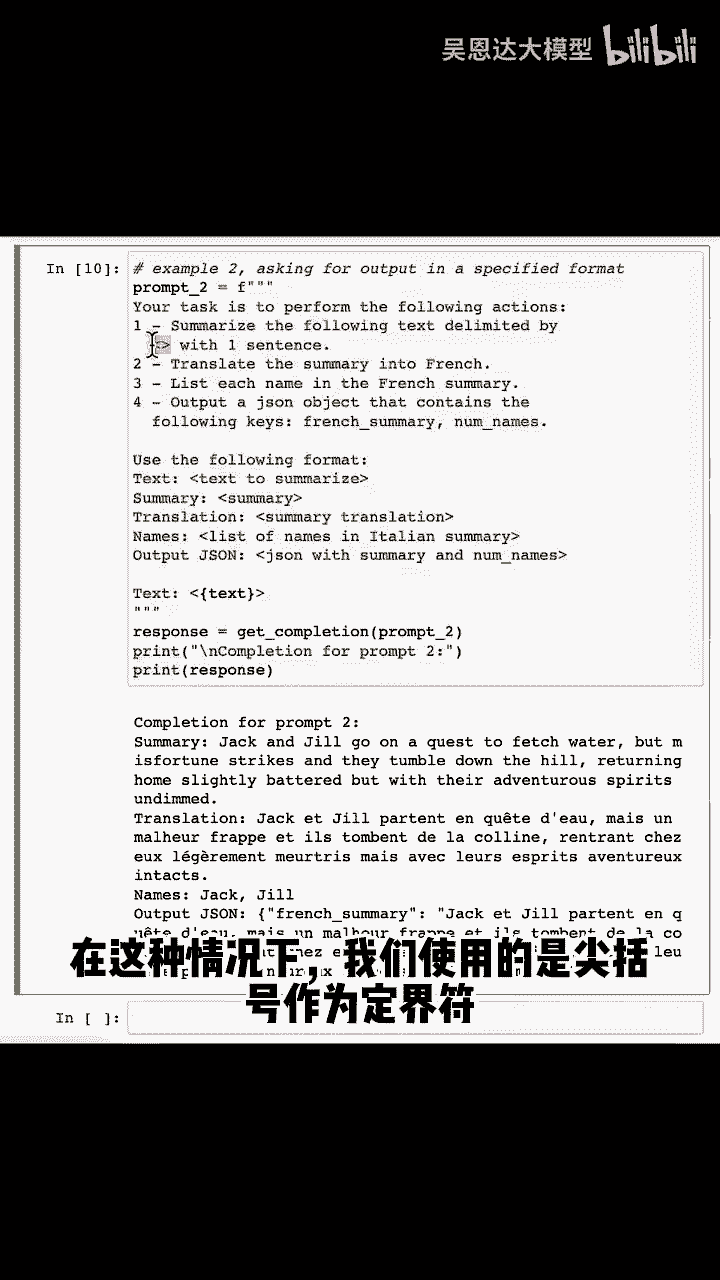 吴恩达大模型 bilibili
In [10]: # example 2, asking for output in a specified format
prompt_2 = f"""
Your task is to perform the following actions:
1 - Summarize the following text delimited by
<> with 1 sentence.
2 - Translate the summary into French.
3 - List each name in the French summary.
4 - Output a json object that contains the
following keys: french_summary, num_names.
Use the following format:
Text: <text to summarize>
Summary: <summary>
Translation: <summary translation>
Names: <list of names in Italian summary>
Output JSON: <json with summary and num_names>
Text: <{text}>
"""
response = get_completion(prompt_2)
print("\nCompletion for prompt 2:")
print(response)
Completion for prompt 2:
Summary: Jack and Jill go on a quest to fetch water, but m
isfortune strikes and they tumble down the hill, returning
home slightly battered but with their adventurous spirits
undimmed.
Translation: Jack et Jill partent en quête d'eau, mais un
malheur frappe et ils tombent de la colline, rentrant chez
eux légèrement meurtris mais avec leurs esprits aventureux
intacts.
Names: Jack, Jill
Output JSON: {"french_summary": "Jack et Jill partent en q
uête d'eau, mais un malheur frappe et ils tombent de la co
在这种情况下，我们使用的是尖括
号作为定界符
In [ ]: